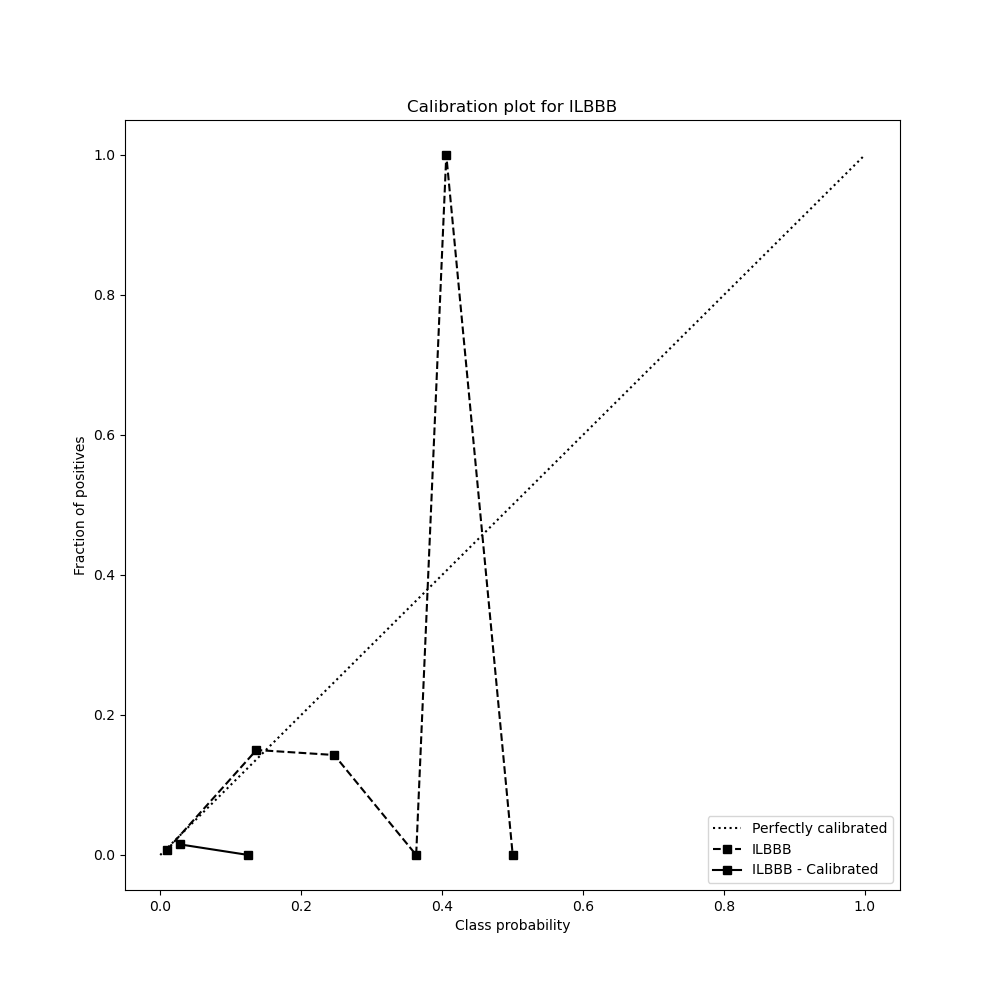 Calibration plot for ILBBB
1.0
0.8
0.6
0.4
0.2
0.0
Fraction of positives
0.0 0.2 0.4 0.6 0.8 1.0
Class probability
Perfectly calibrated
ILBBB
ILBBB - Calibrated